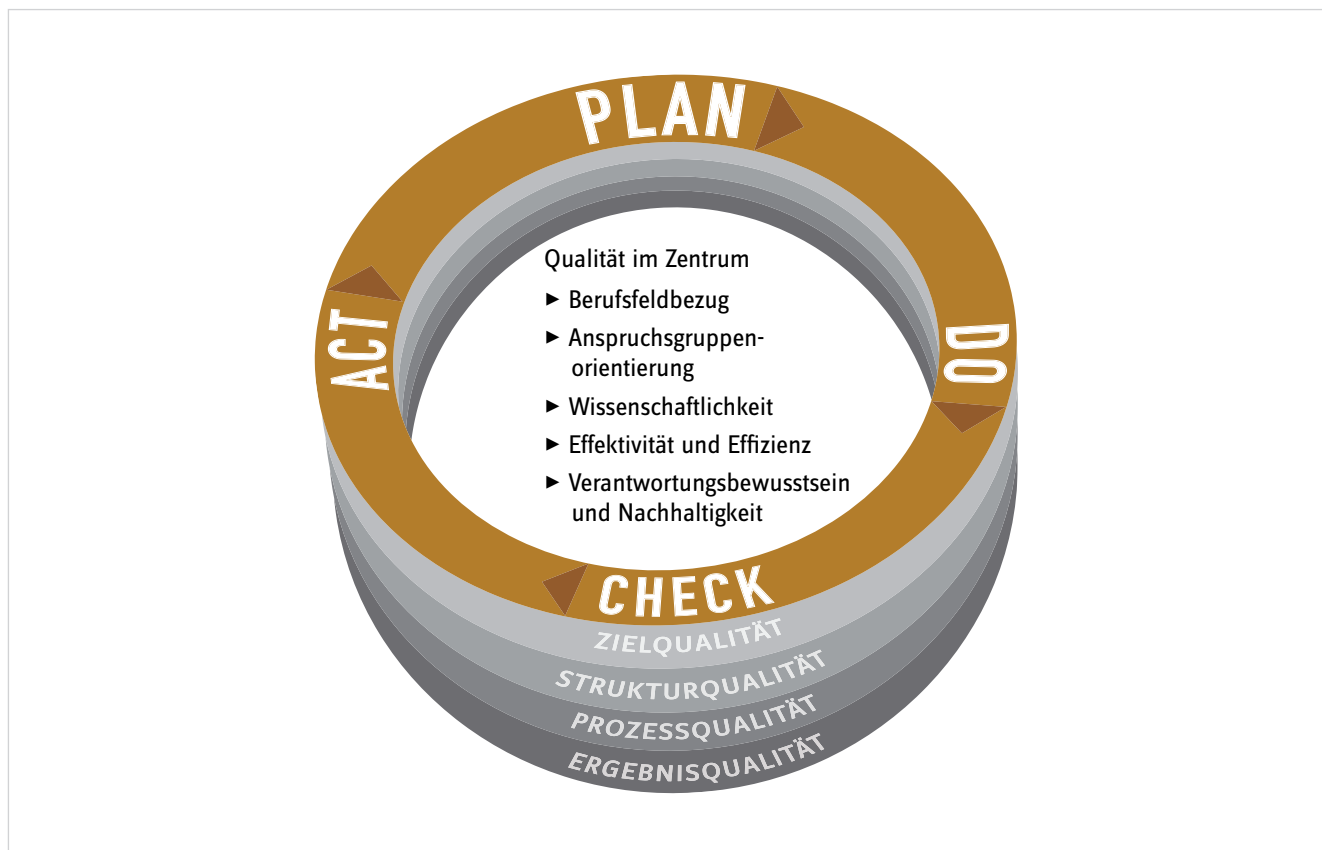 PLAN
Qualität im Zentrum
► Berufsfeldbezug
► Anspruchsgruppen-
orientierung
► Wissenschaftlichkeit
► Effektivität und Effizienz
► Verantwortungsbewusstsein
und Nachhaltigkeit
ACT
DO
CHECK
ZIELQUALITÄT
STRUKTURQUALITÄT
PROZESSQUALITÄT
ERGEBNISQUALITÄT